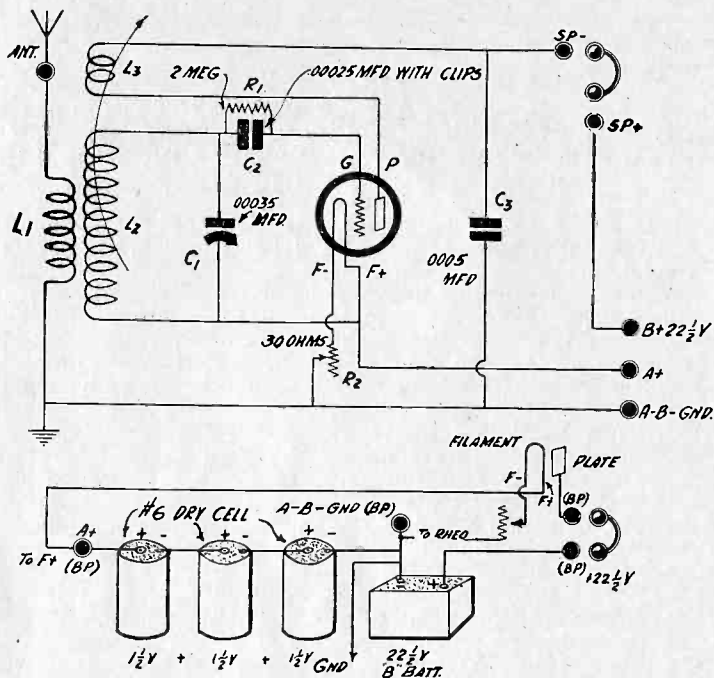 SP-
ANT.
L3
2 MEG
R1
.00025 MFD WITH CLIPS
SP+
C2
G
P
L1
L2
.00035
MFD.
C1
C3
.0005
MFD
F-
F+
30 OHMS
R2
B+22½V
A+
A-B-GND.
FILAMENT
PLATE
F-
F+
(BP)
#6 DRY CELL
A-B-GND (BP)
A+
+ - + - + -
TO RHEO
To F+
(BP)
- +
(BP)
+22½V
1½V + 1½V + 1½V
GND
22½V
"B" BATT.